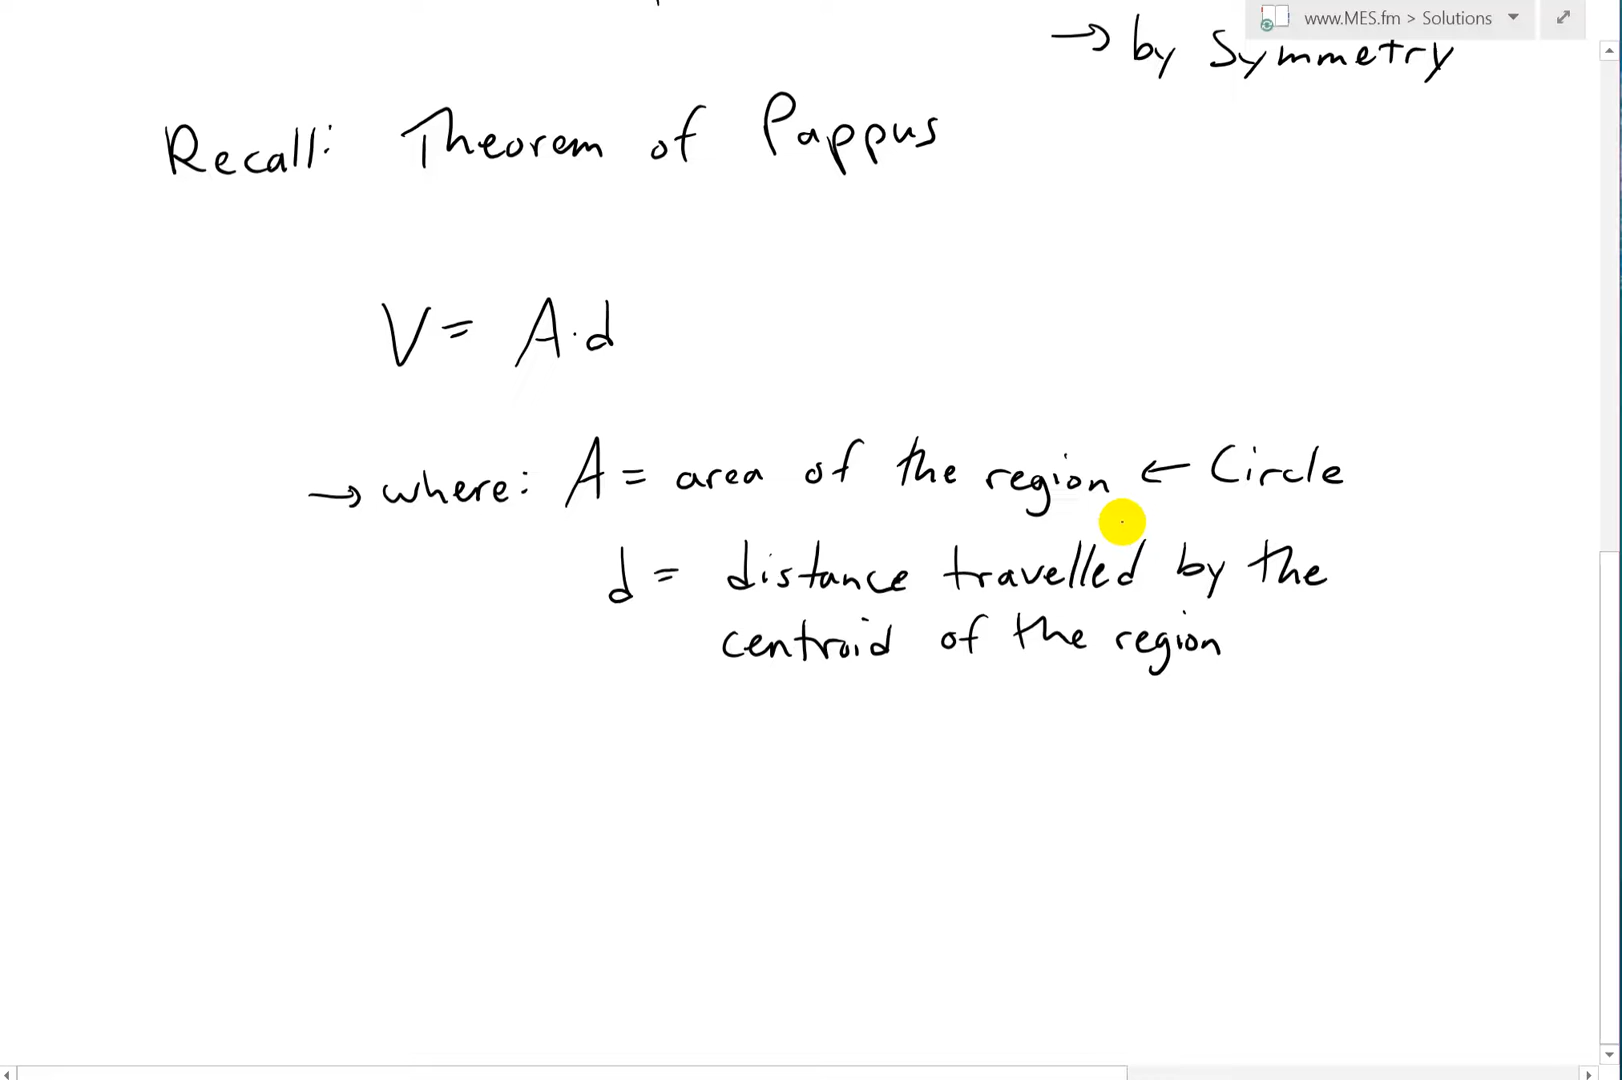 www.MES.fm > Solutions
→ by Symmetry
Recall: Theorem of Pappus
V = A·d
→ where: A = area of the region ← Circle
d = distance travelled by the
centroid of the region